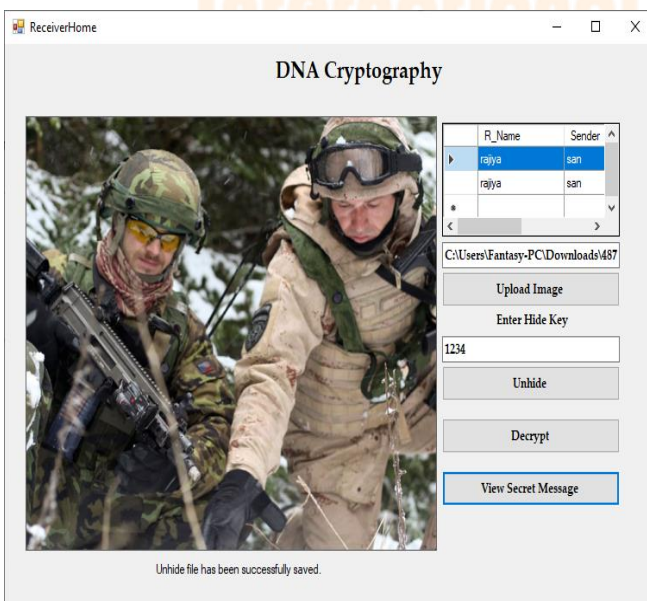 ReceiverHome
DNA Cryptography
R_Name Sender
rajiya san
rajiya san
C:\Users\Fantasy-PC\Downloads\487
Upload Image
Enter Hide Key
1234
Unhide
Decrypt
View Secret Message
Unhide file has been successfully saved.